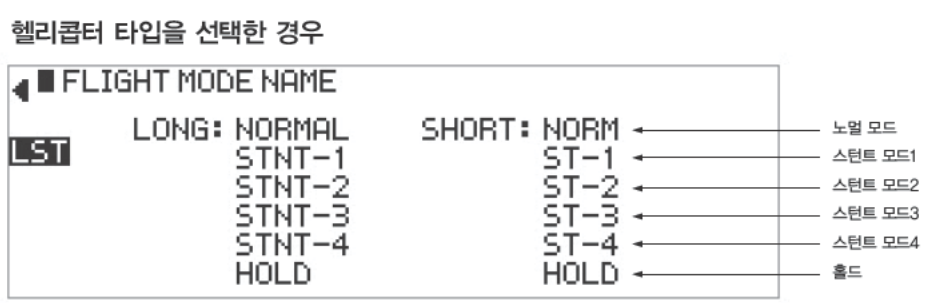 헬리콥터 타입을 선택한 경우
FLIGHT MODE NAME
LST
LONG: NORMAL SHORT: NORM 노멀 모드
STNT-1 ST-1 스턴트 모드1
STNT-2 ST-2 스턴트 모드2
STNT-3 ST-3 스턴트 모드3
STNT-4 ST-4 스턴트 모드4
HOLD HOLD 홀드